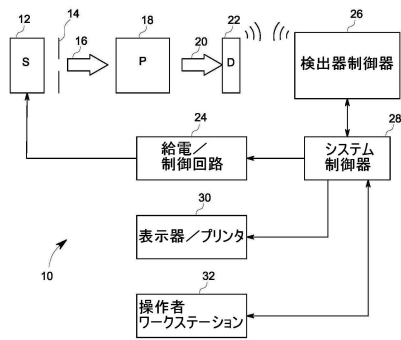 12
14
16
18
20
22
26
S
P
D
検出器制御器
24
給電／
制御回路
28
システム
制御器
30
表示器／プリンタ
10
32
操作者
ワークステーション